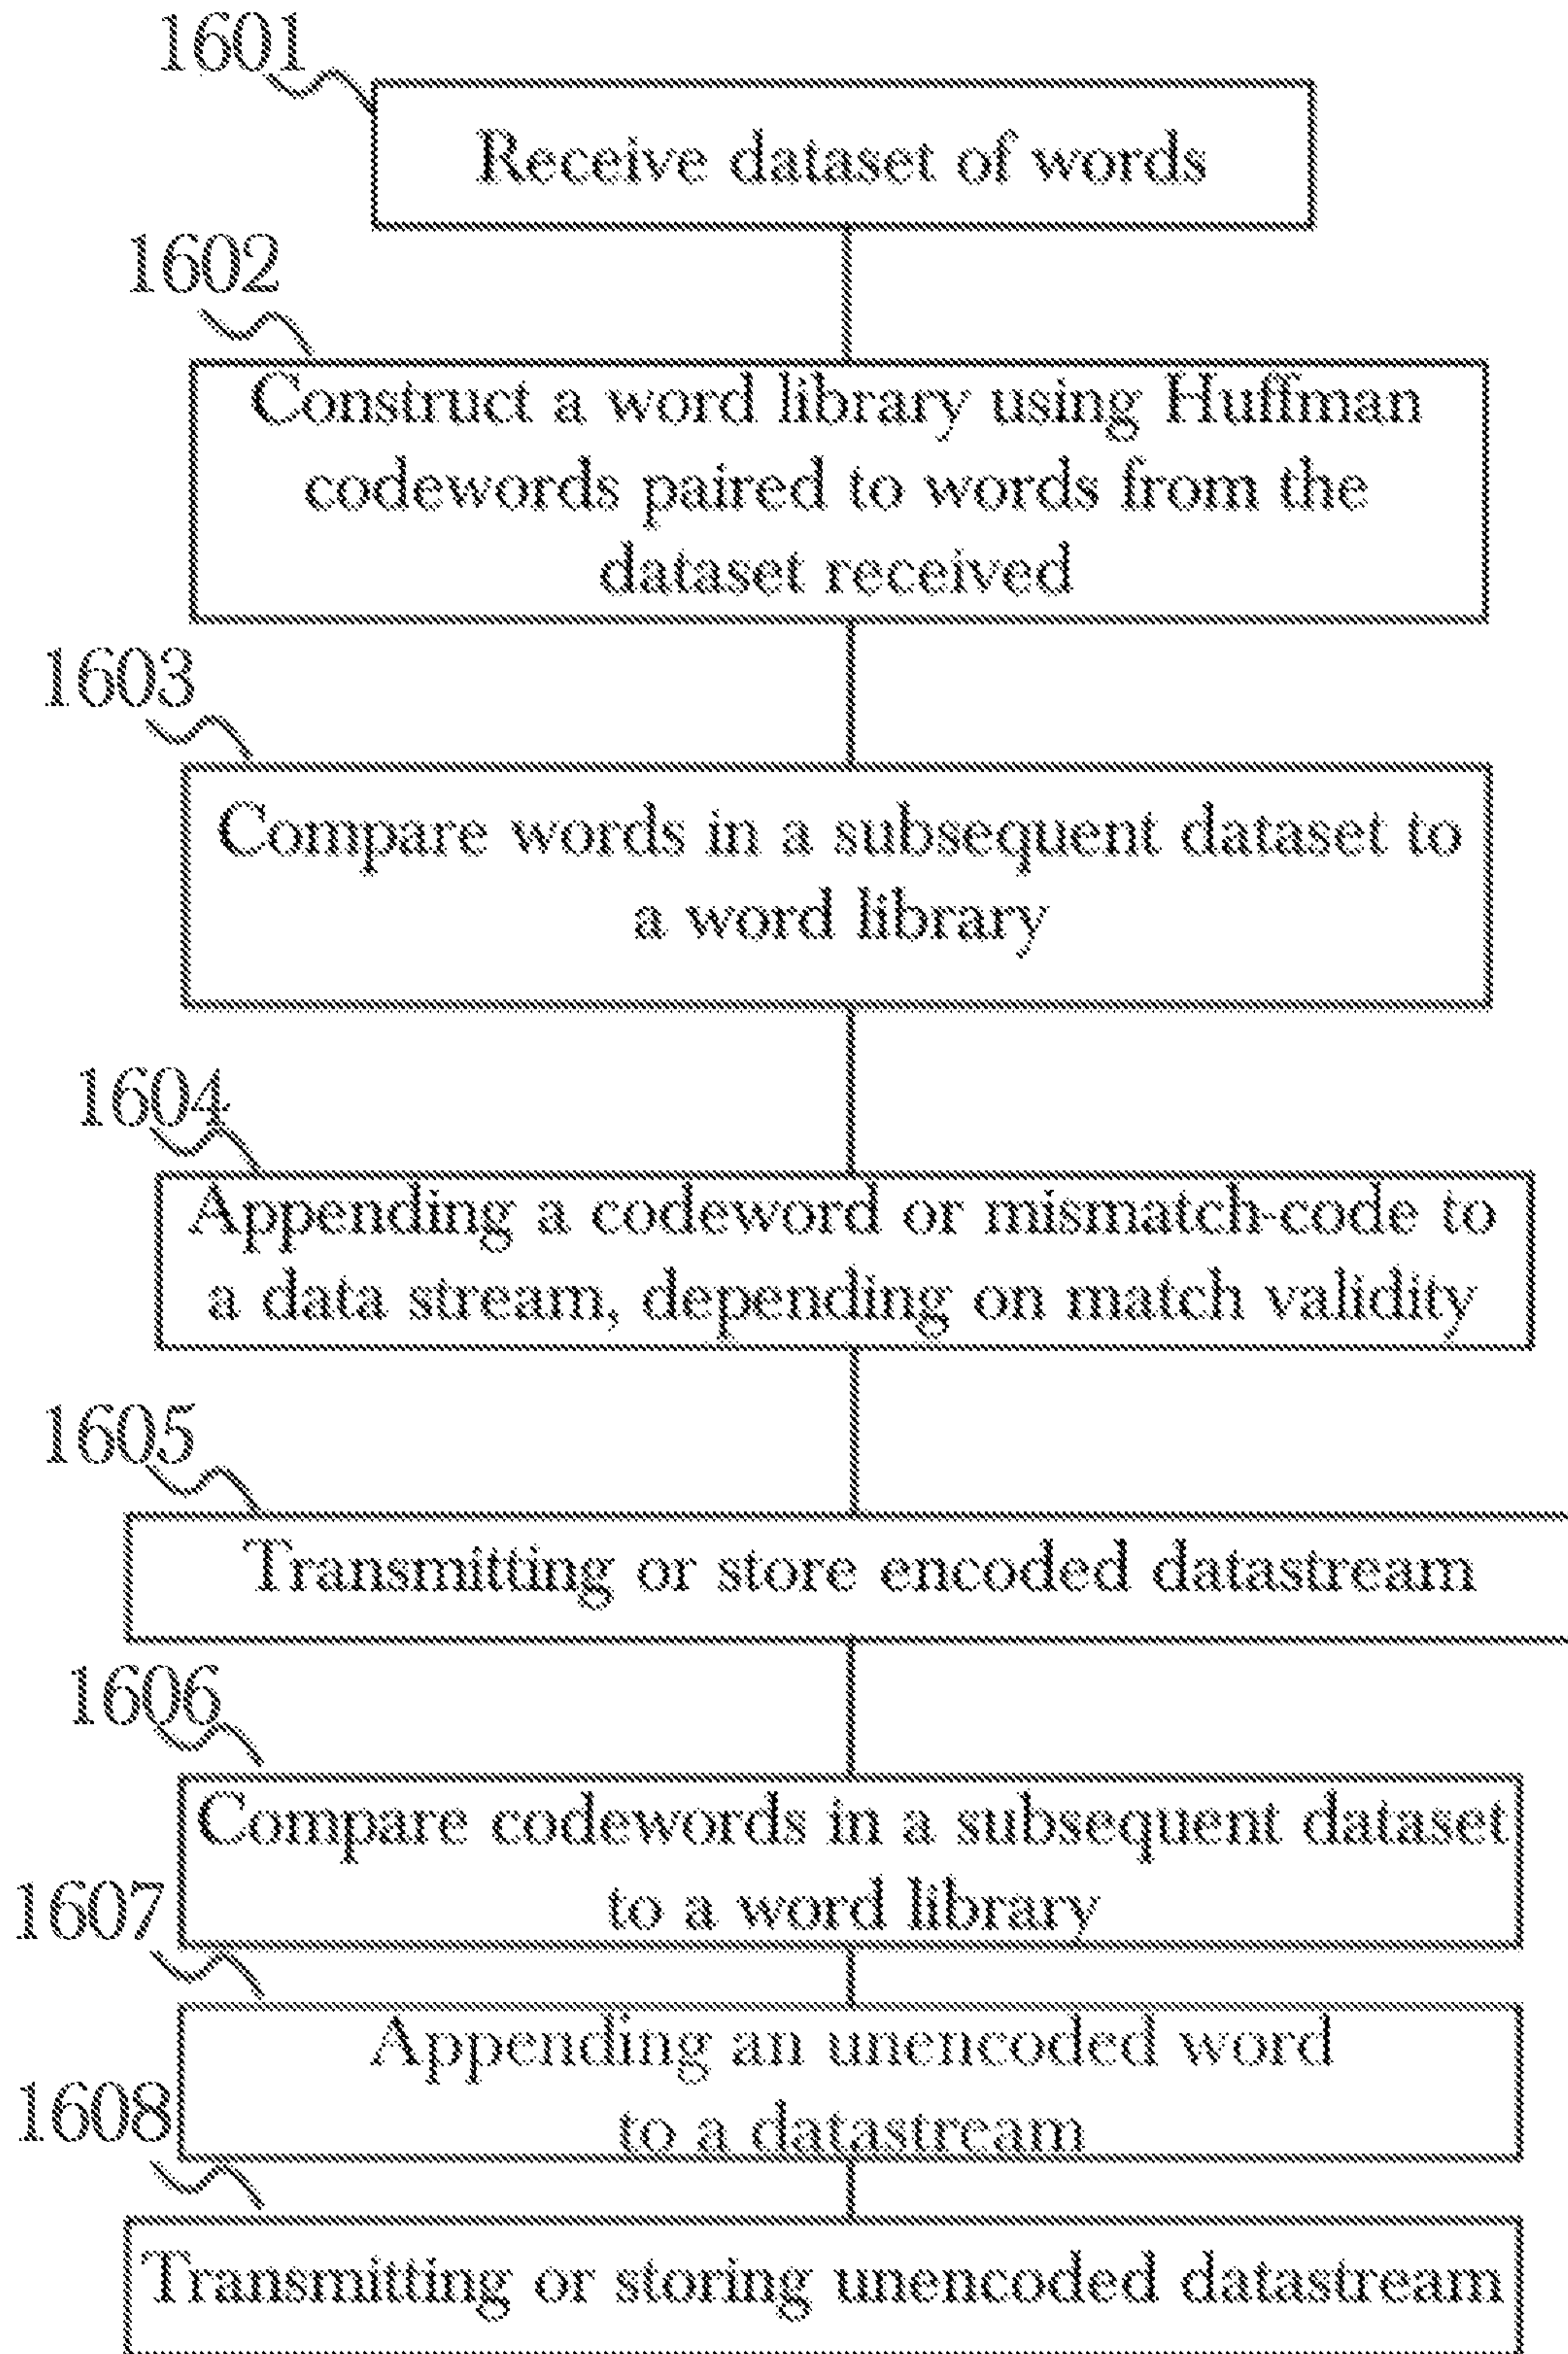 1601
Receive dataset of words
1602
Construct a word library using Huffman
codewords paired to words from the
dataset received
1603
Compare words in a subsequent dataset to
a word library
1604
Appending a codeword or mismatch-code to
a data stream, depending on match validity
1605
Transmitting or store encoded datastream
1606
Compare codewords in a subsequent dataset
to a word library
1607
Appending an unencoded word
to a datastream
1608
Transmitting or storing unencoded datastream